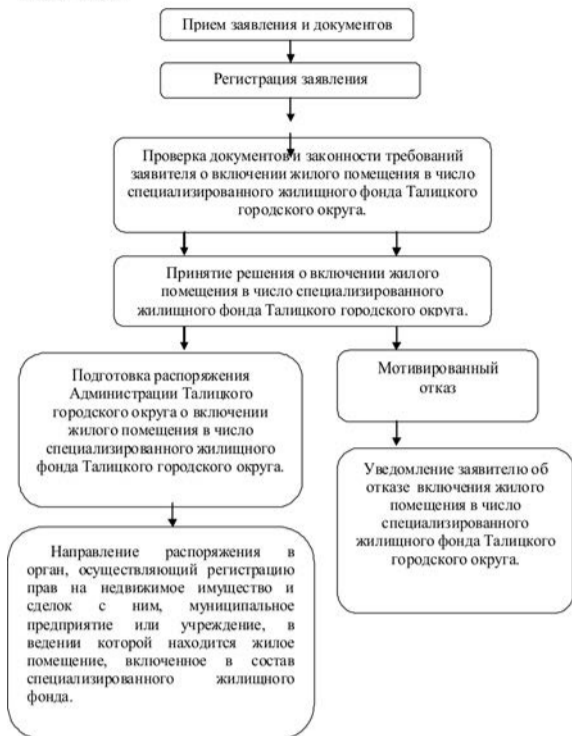 Прием заявления и документов
Регистрация заявления
Проверка документов и законности требований
заявителя о включении жилого помещения в число
специализированного жилищного фонда Талицкого
городского округа.
Принятие решения о включении жилого
помещения в число специализированного
жилищного фонда Талицкого городского округа.
Подготовка распоряжения
Администрации Талицкого
городского округа о включении
жилого помещения в число
специализированного жилищного
фонда Талицкого городского округа.
Мотивированный
отказ
Уведомление заявителю об
отказе включения жилого
помещения в число
специализированного
жилищного фонда Талицкого
городского округа.
Направление распоряжения в
орган, осуществляющий регистрацию
прав на недвижимое имущество и
сделок с ним, муниципальное
предприятие или учреждение, в
ведении которой находится жилое
помещение, включенное в состав
специализированного жилищного
фонда.